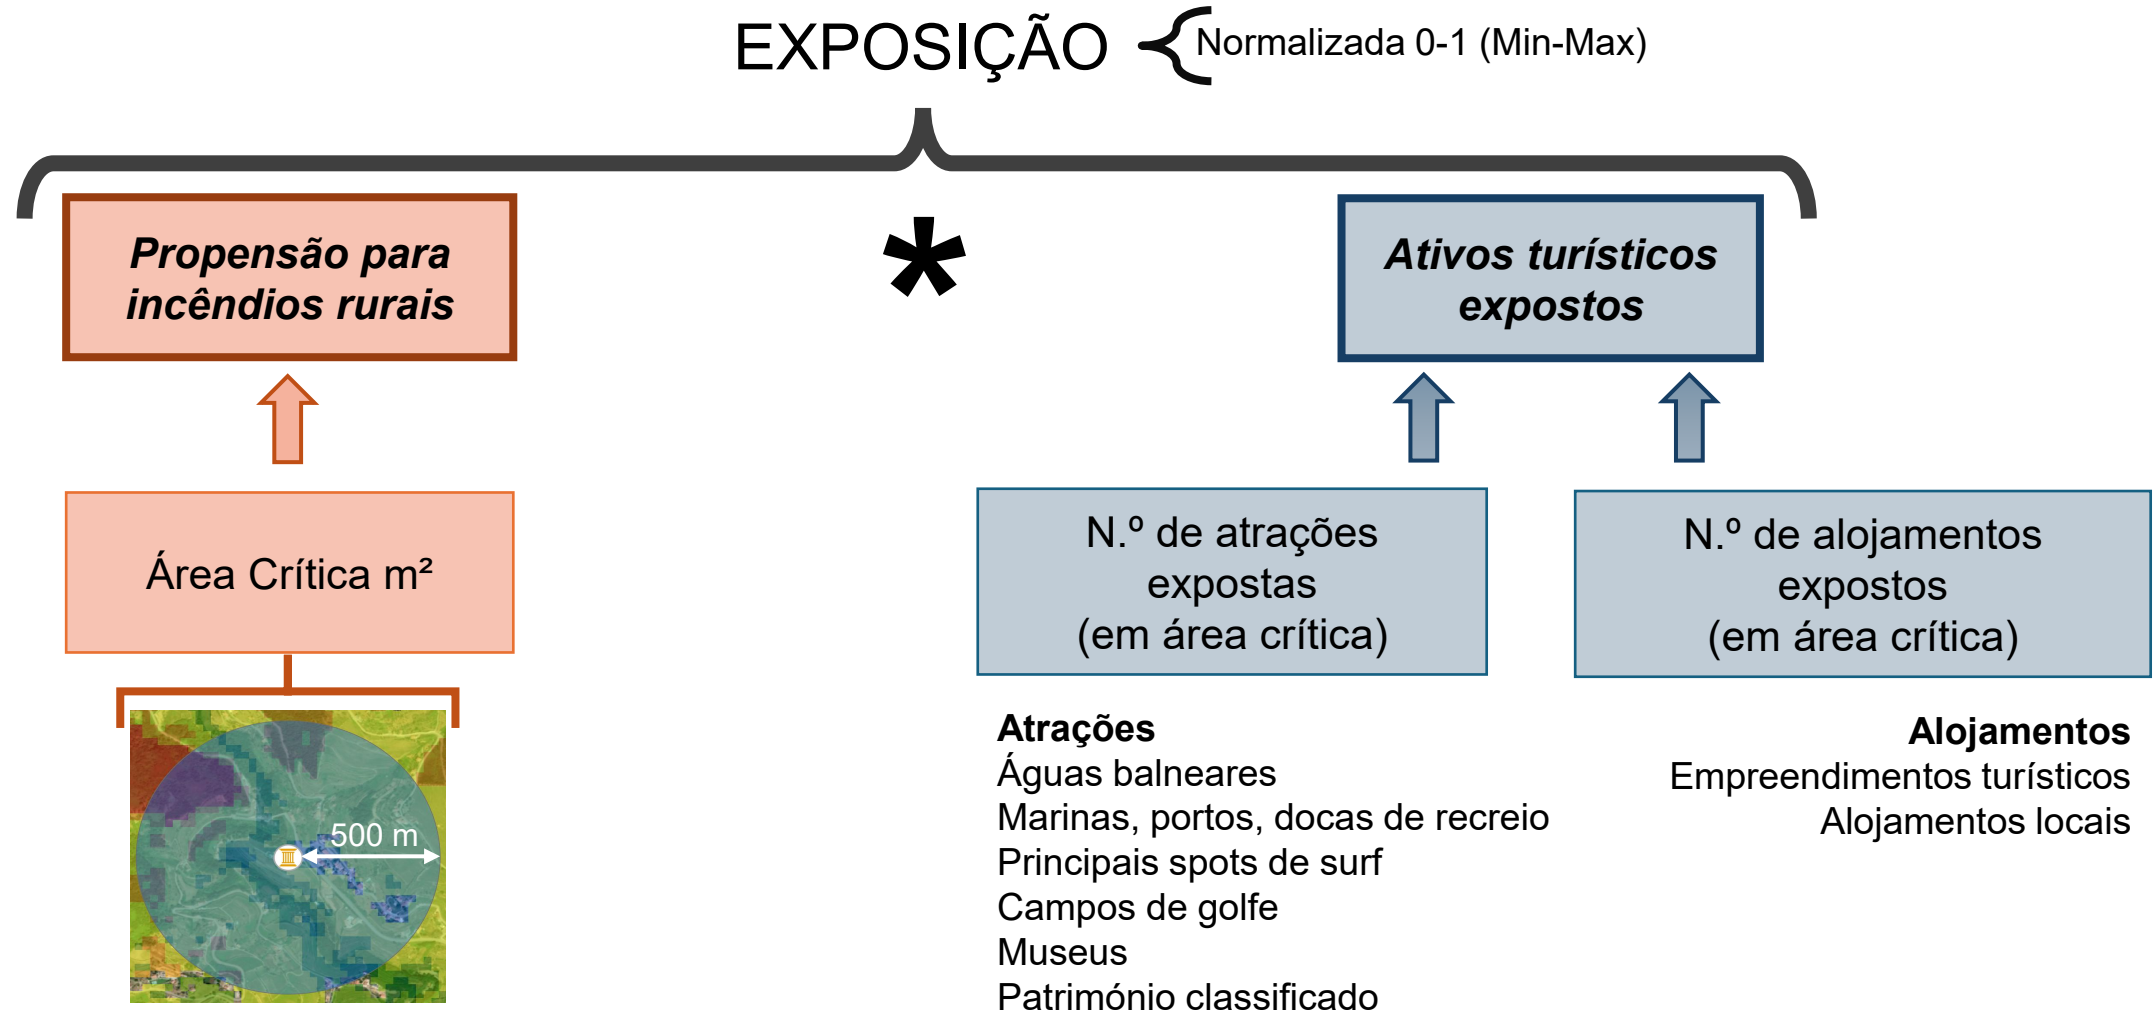 EXPOSIÇÃO
Normalizada 0-1 (Min-Max)
Propensão para
incêndios rurais
*
Ativos turísticos
expostos
Área Crítica m²
N.º de atrações
expostas
(em área crítica)
N.º de alojamentos
expostos
(em área crítica)
500 m
Atrações
Águas balneares
Marinas, portos, docas de recreio
Principais spots de surf
Campos de golfe
Museus
Património classificado
Alojamentos
Empreendimentos turísticos
Alojamentos locais